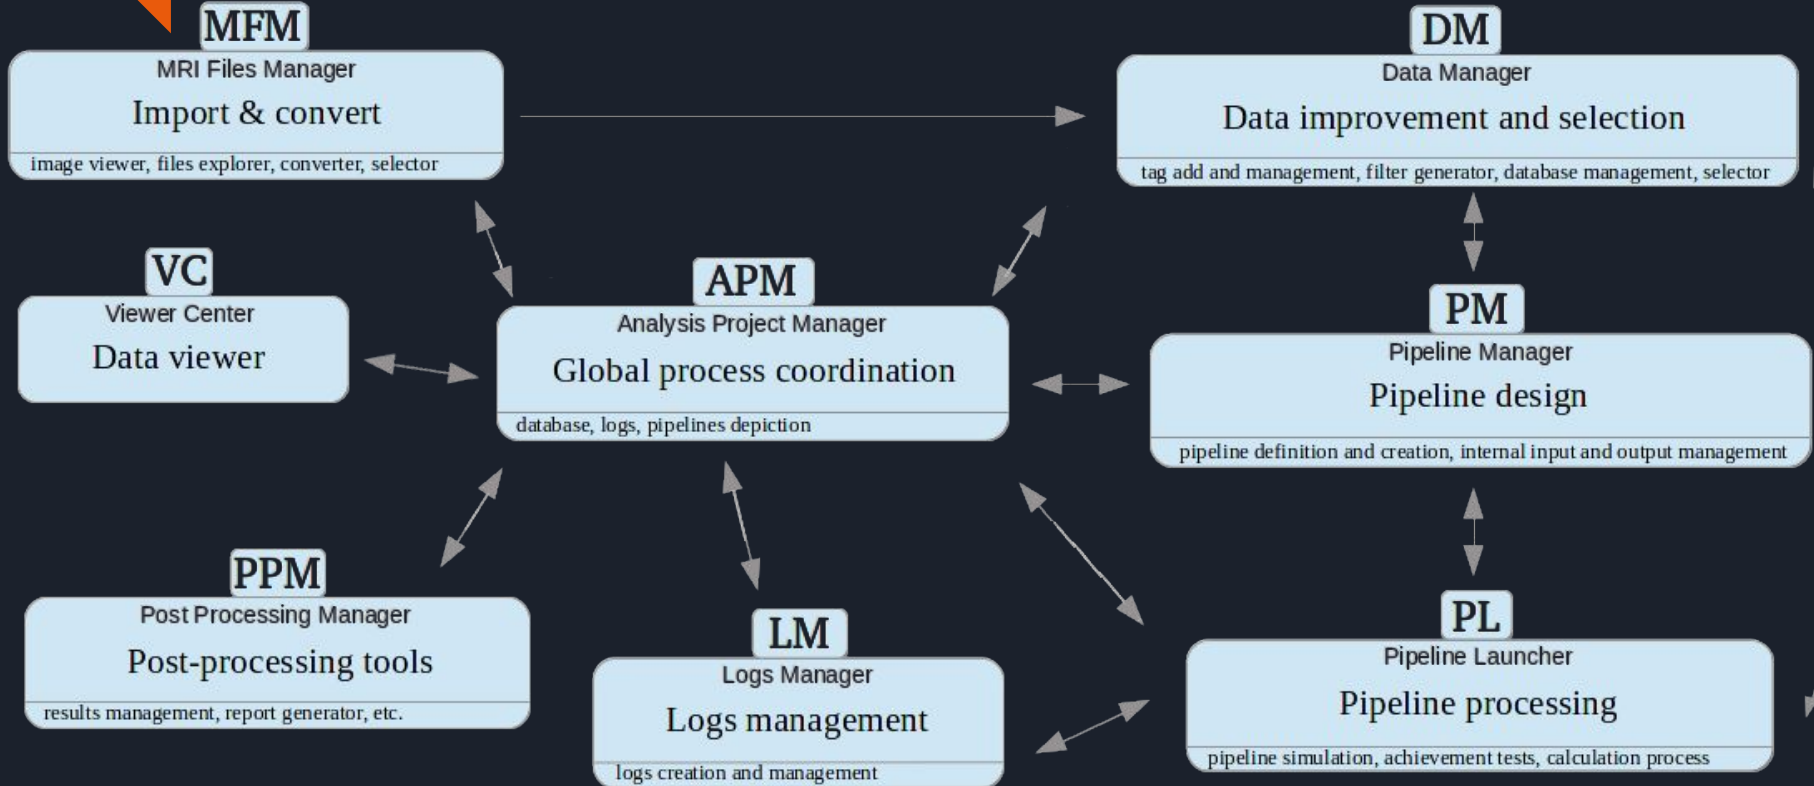 MFM
MRI Files Manager
Import & convert
image viewer, files explorer, converter, selector
DM
Data Manager
Data improvement and selection
tag add and management, filter generator, database management, selector
VC
Viewer Center
Data viewer
APM
Analysis Project Manager
Global process coordination
database, logs, pipelines depiction
PM
Pipeline Manager
Pipeline design
pipeline definition and creation, internal input and output management
PPM
Post Processing Manager
Post-processing tools
results management, report generator, etc.
LM
Logs Manager
Logs management
logs creation and management
PL
Pipeline Launcher
Pipeline processing
pipeline simulation, achievement tests, calculation process